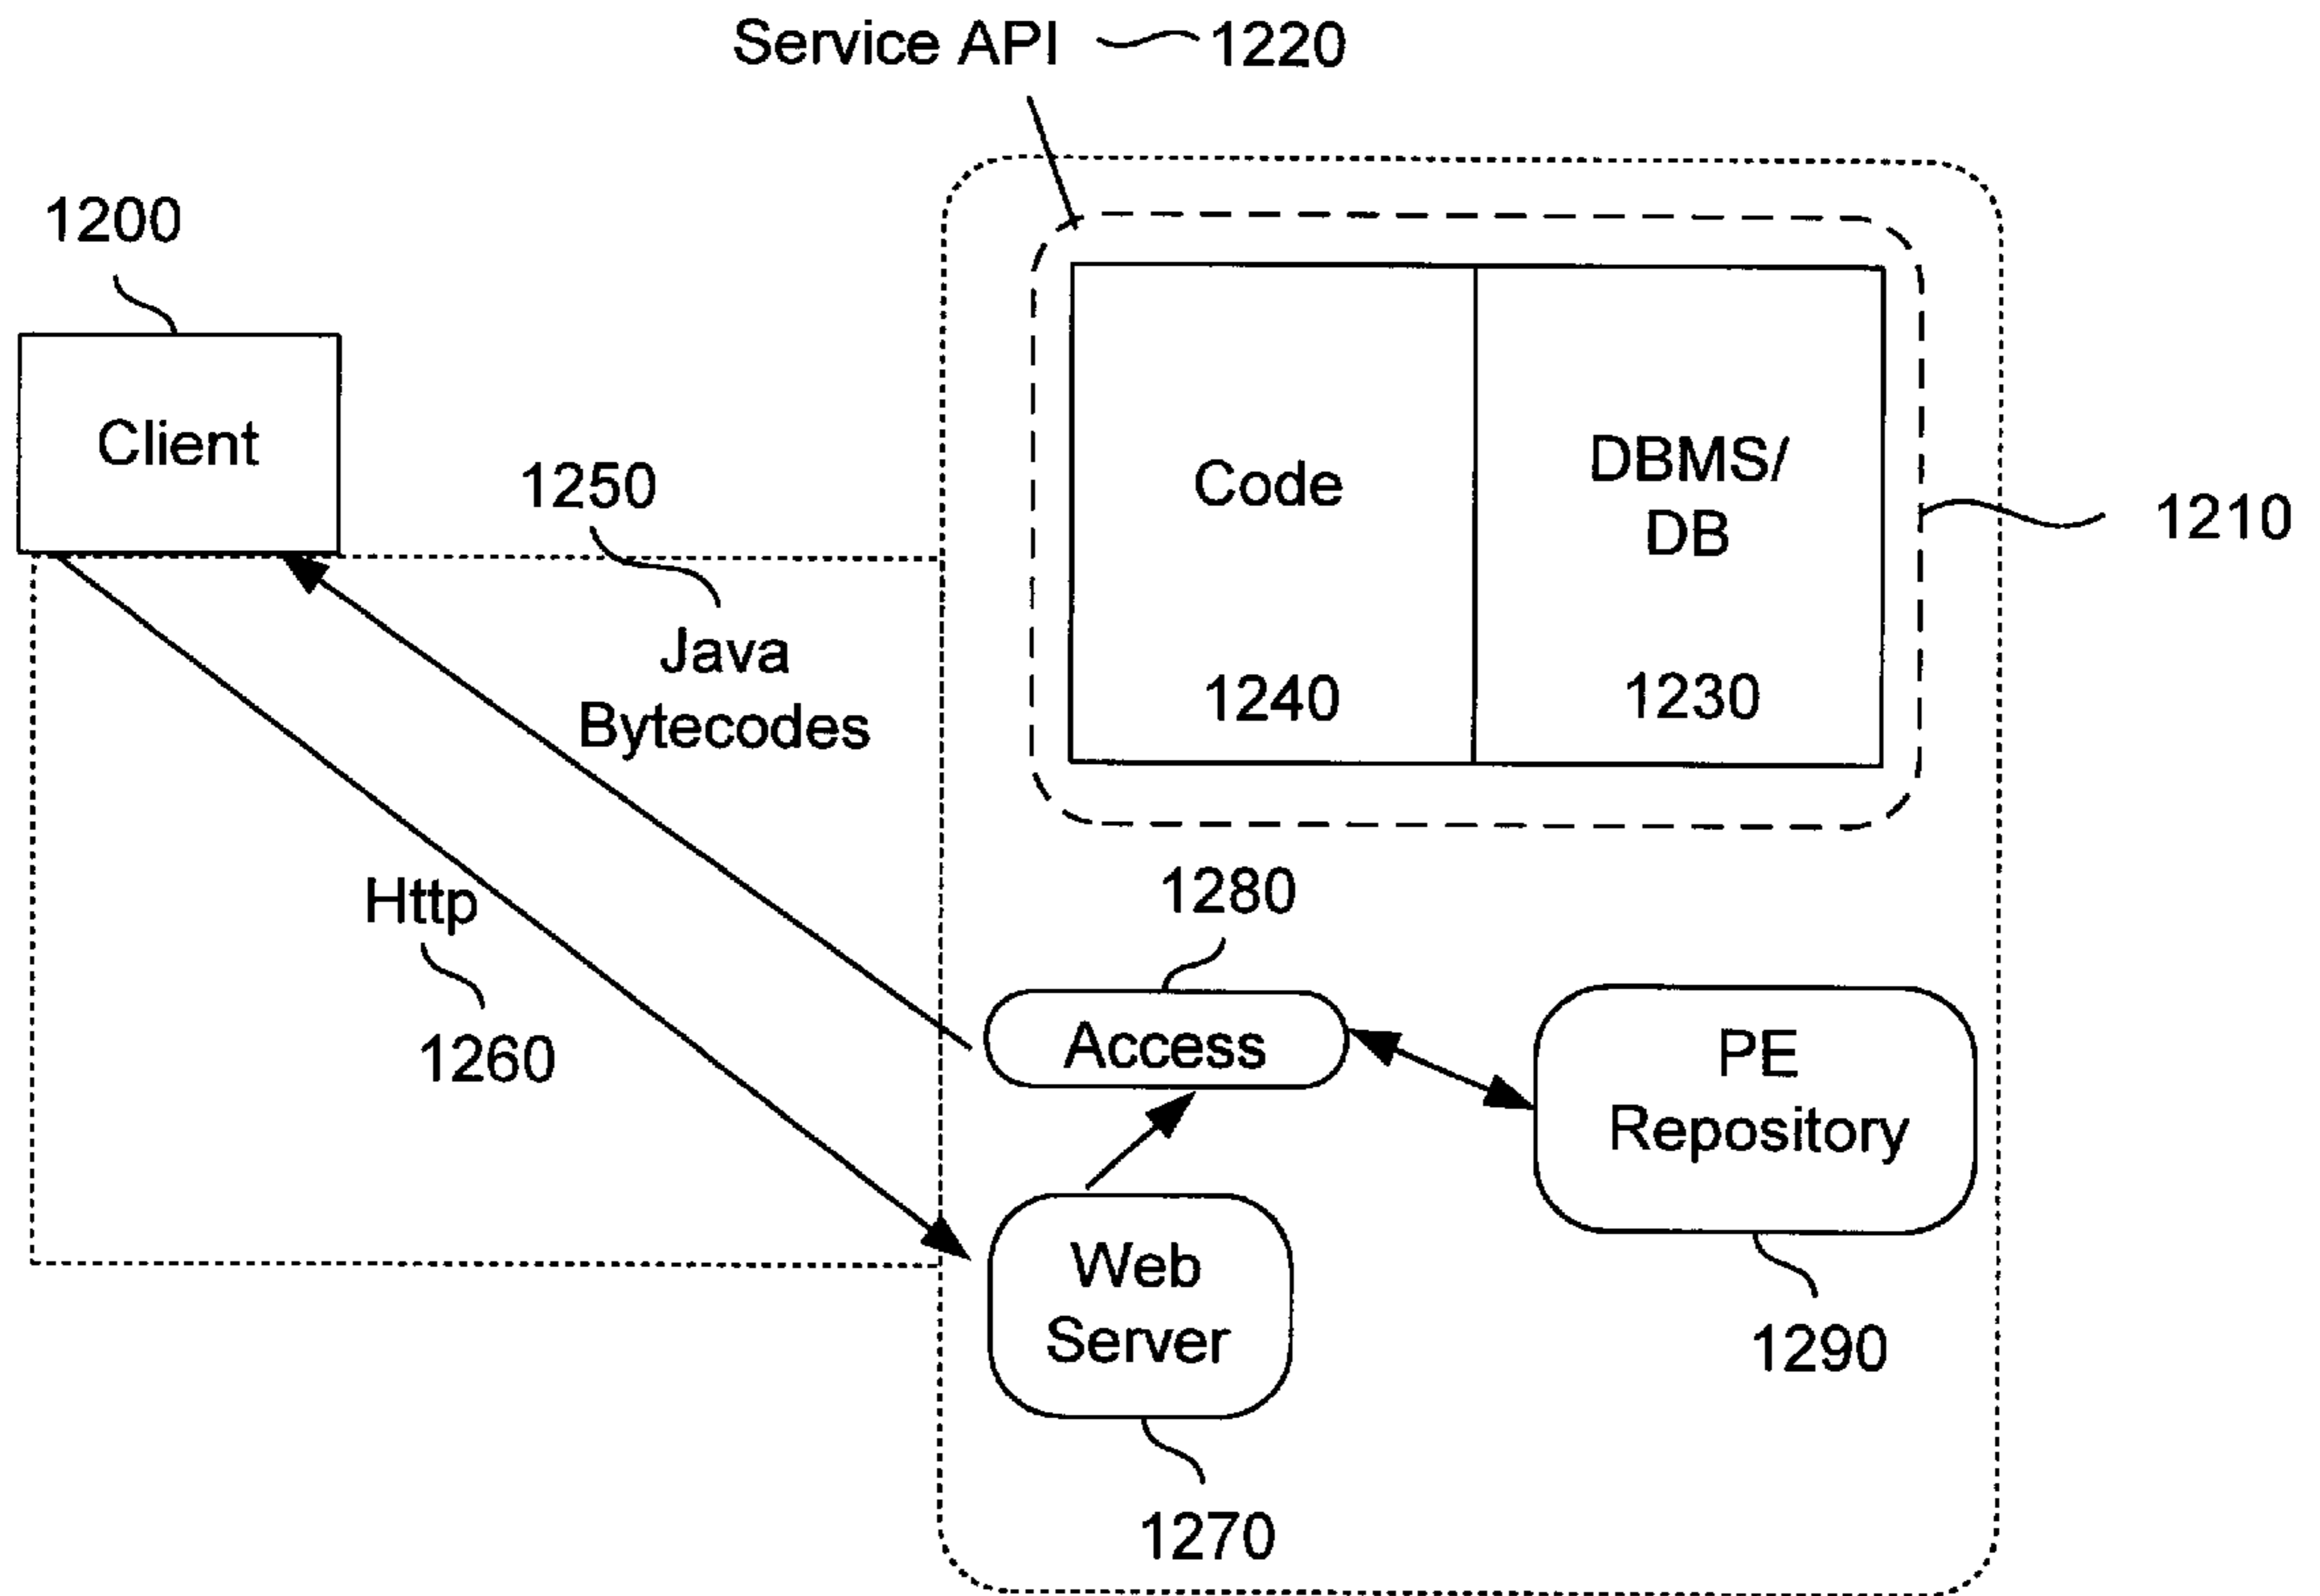 Service API 1220
1200
Client
1250
Java
Bytecodes
Http
1260
Code
1240
DBMS/
DB
1230
1210
1280
Access
PE
Repository
1290
Web
Server
1270